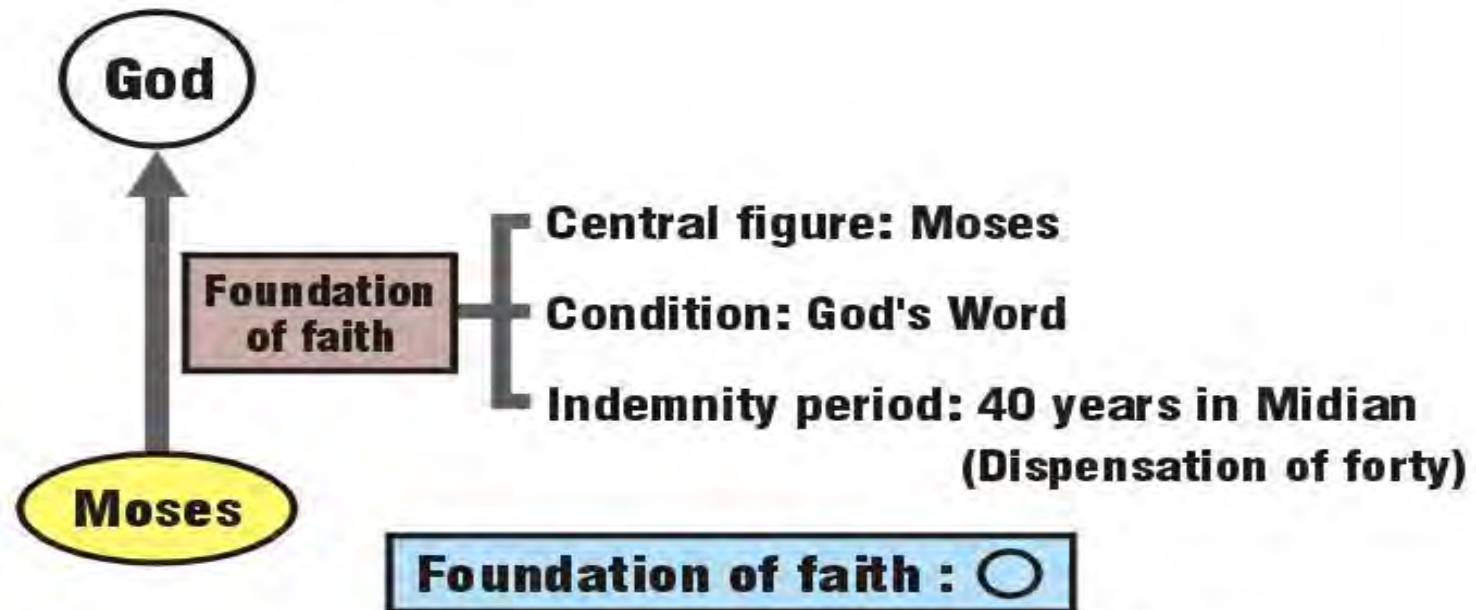 God
Central figure: Moses
Foundation
of faith
Condition: God's Word
Indemnity period: 40 years in Midian
(Dispensation of forty)
Moses
Foundation of faith : ○